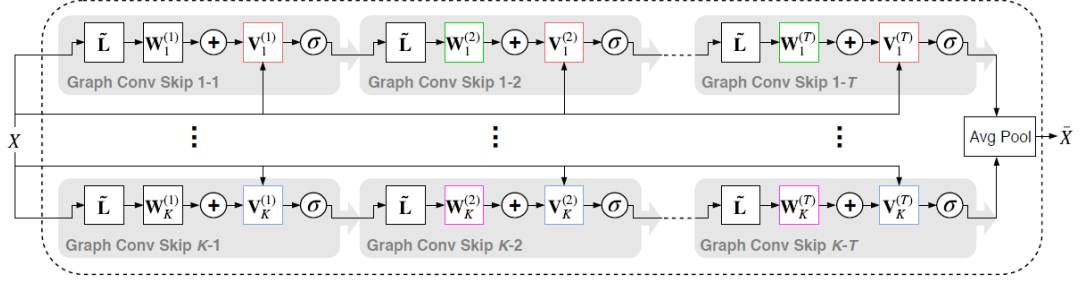 L̃ W₁⁽¹⁾ + V₁⁽¹⁾ σ L̃ W₁⁽²⁾ + V₁⁽²⁾ σ L̃ W₁⁽ᵀ⁾ + V₁⁽ᵀ⁾ σ
Graph Conv Skip 1-1 Graph Conv Skip 1-2 Graph Conv Skip 1-T
X ⋮ ⋮ ⋮ Avg Pool X̄
L̃ W_K⁽¹⁾ + V_K⁽¹⁾ σ L̃ W_K⁽²⁾ + V_K⁽²⁾ σ L̃ W_K⁽ᵀ⁾ + V_K⁽ᵀ⁾ σ
Graph Conv Skip K-1 Graph Conv Skip K-2 Graph Conv Skip K-T